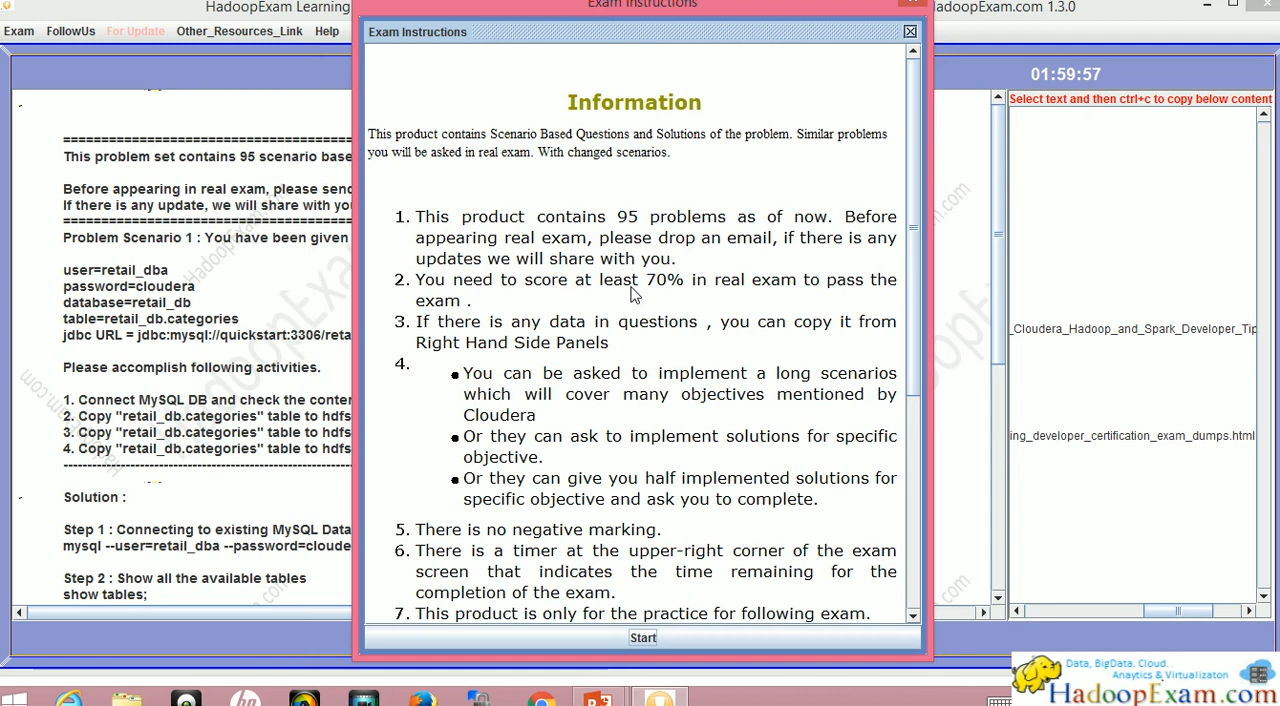 HadoopExam Learning
Exam Instructions
adoopExam.com 1.3.0
Exam FollowUs For Update Other_Resources_Link Help
Exam Instructions
01:59:57
Select text and then ctrl+c to copy below content
Information
This product contains Scenario Based Questions and Solutions of the problem. Similar problems
you will be asked in real exam. With changed scenarios.
1. This product contains 95 problems as of now. Before
appearing real exam, please drop an email, if there is any
updates we will share with you.
2. You need to score at least 70% in real exam to pass the
exam .
3. If there is any data in questions , you can copy it from
Right Hand Side Panels
4.
You can be asked to implement a long scenarios
which will cover many objectives mentioned by
Cloudera
Or they can ask to implement solutions for specific
objective.
Or they can give you half implemented solutions for
specific objective and ask you to complete.
5. There is no negative marking.
6. There is a timer at the upper-right corner of the exam
screen that indicates the time remaining for the
completion of the exam.
7. This product is only for the practice for following exam.
Start
====================================
This problem set contains 95 scenario base
Before appearing in real exam, please send
If there is any update, we will share with you
====================================
Problem Scenario 1 : You have been given
user=retail_dba
password=cloudera
database=retail_db
table=retail_db.categories
jdbc URL = jdbc:mysql://quickstart:3306/reta
Please accomplish following activities.
1. Connect MySQL DB and check the conter
2. Copy "retail_db.categories" table to hdfs
3. Copy "retail_db.categories" table to hdfs
4. Copy "retail_db.categories" table to hdfs
----------------------------------------------------------------
Solution :
Step 1 : Connecting to existing MySQL Data
mysql --user=retail_dba --password=cloude
Step 2 : Show all the available tables
show tables;
_Cloudera_Hadoop_and_Spark_Developer_Tip
ing_developer_certification_exam_dumps.html
Data, BigData. Cloud.
Anaytics & Virtualizaton
HadoopExam.com